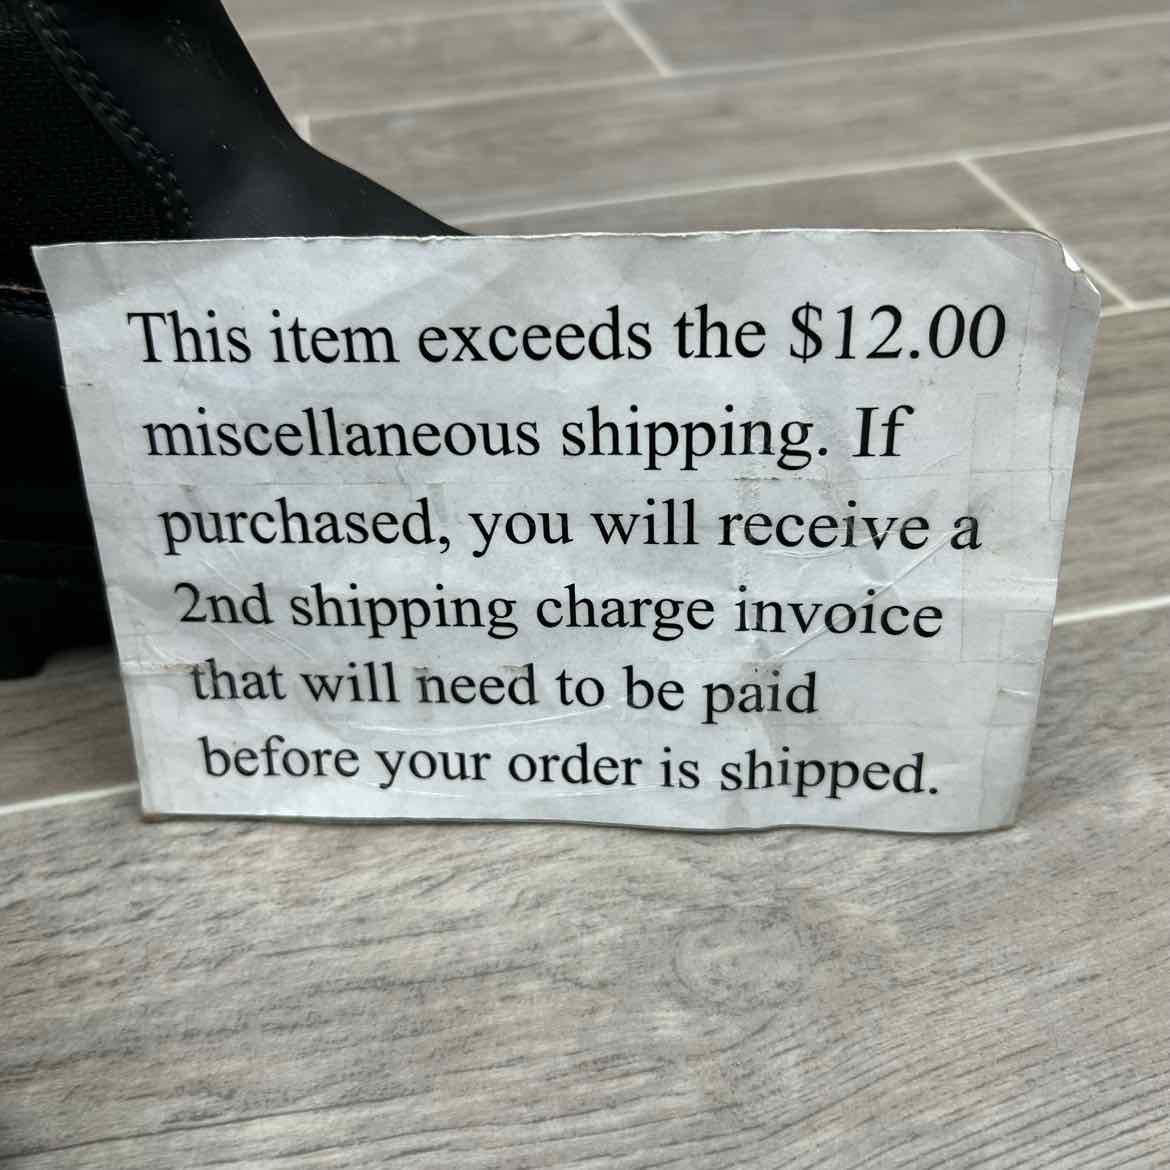 This item exceeds the $12.00
miscellaneous shipping. If
purchased, you will receive a
2nd shipping charge invoice
that will need to be paid
before your order is shipped.